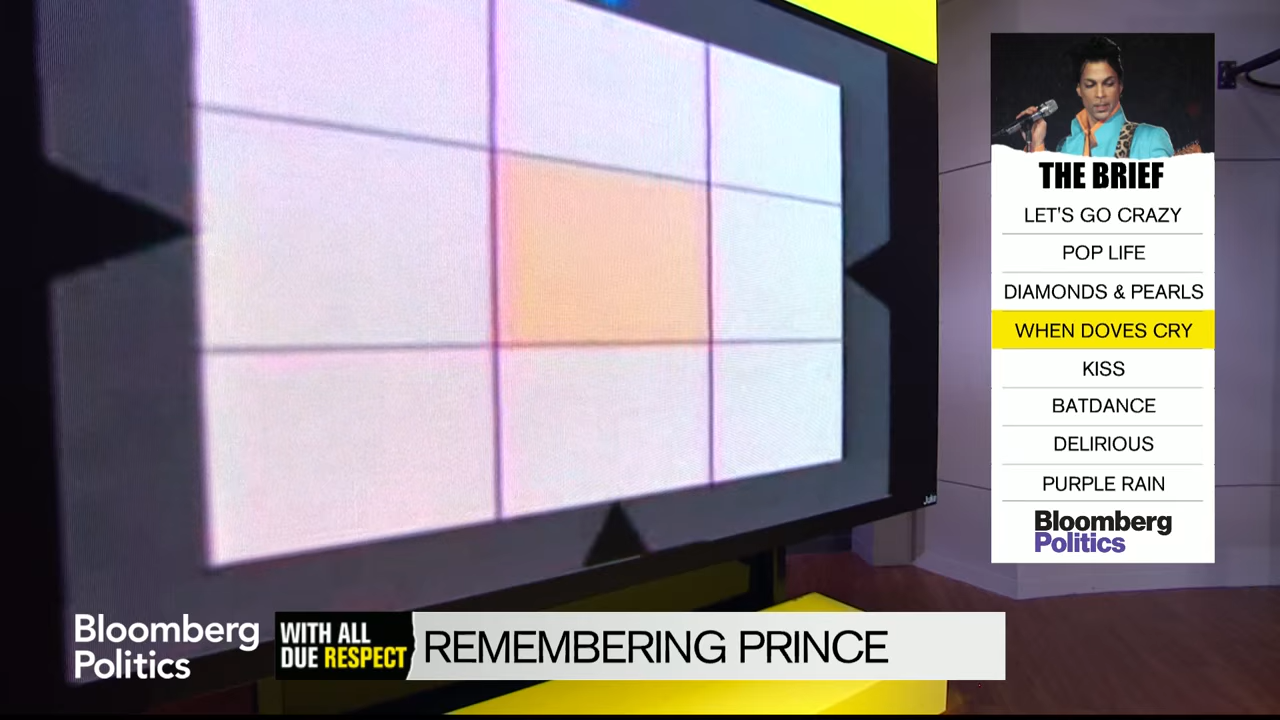 THE BRIEF
LET'S GO CRAZY
POP LIFE
DIAMONDS & PEARLS
WHEN DOVES CRY
KISS
BATDANCE
DELIRIOUS
PURPLE RAIN
Bloomberg
Politics
Bloomberg
Politics
WITH ALL
DUE RESPECT
REMEMBERING PRINCE